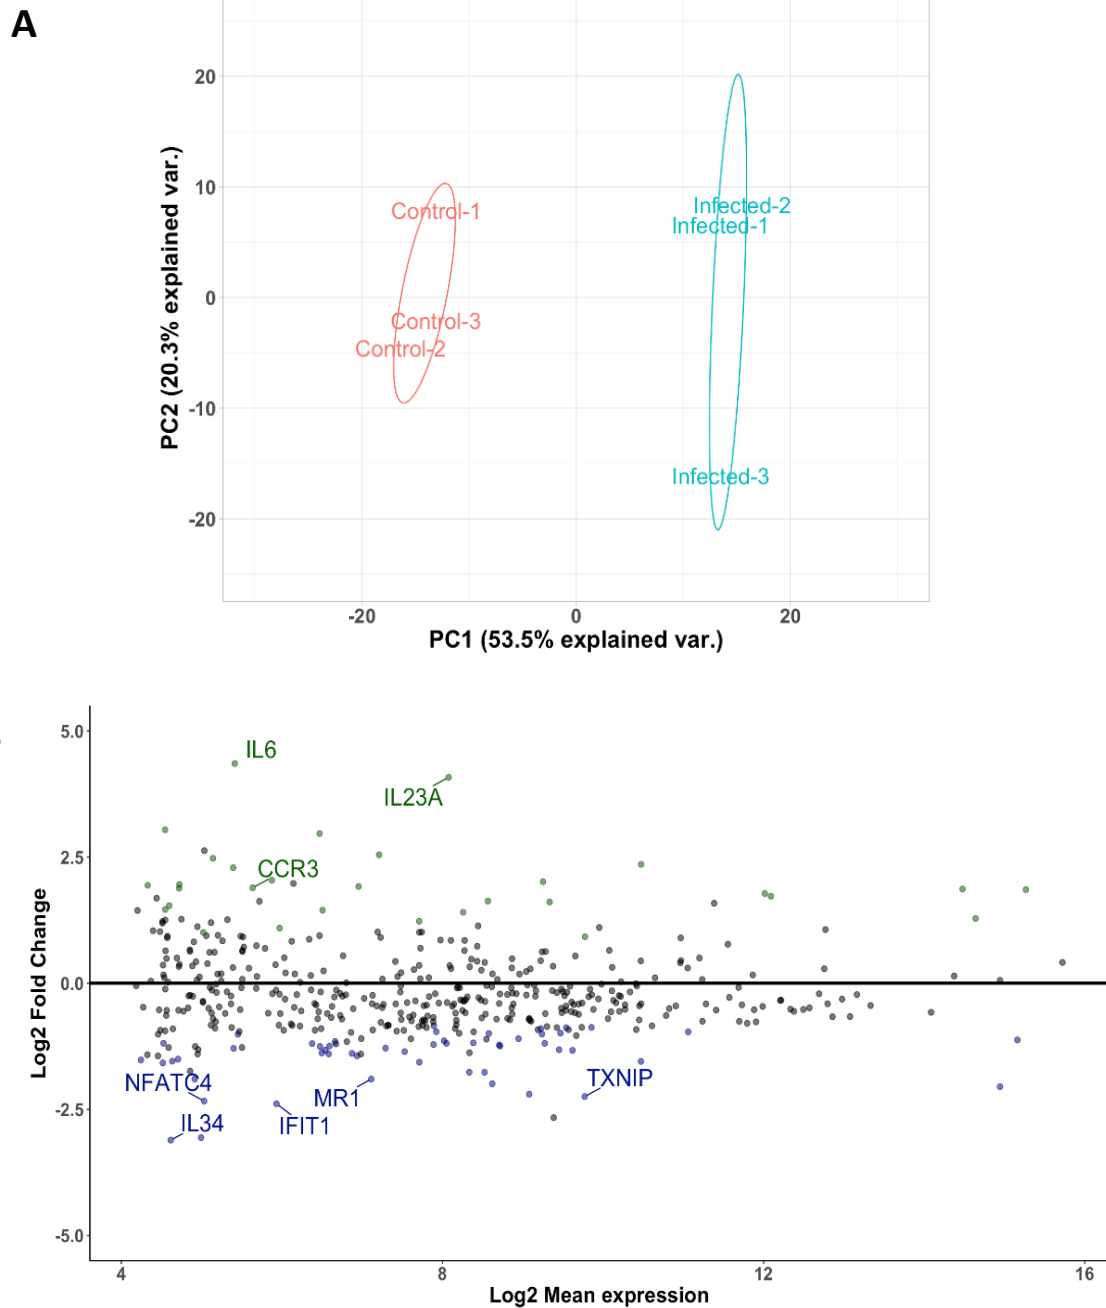 A
20
10
0
-10
-20
PC2 (20.3% explained var.)
Control-1
Control-3
Control-2
Infected-2
Infected-1
Infected-3
-20
0
20
PC1 (53.5% explained var.)
5.0
2.5
0.0
-2.5
-5.0
Log2 Fold Change
IL6
IL23A
CCR3
NFATC4
IL34
IFIT1
MR1
TXNIP
4
8
12
16
Log2 Mean expression